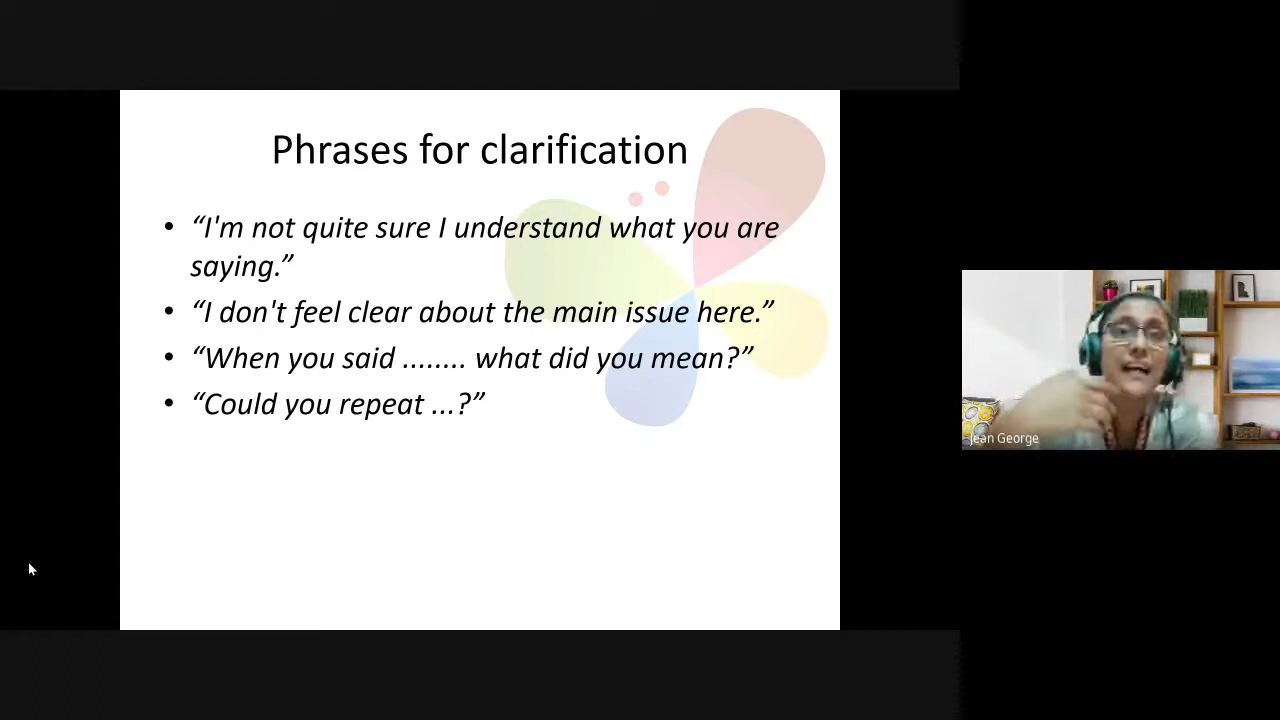 Phrases for clarification
• “I'm not quite sure I understand what you are
saying.”
• “I don't feel clear about the main issue here.”
• “When you said ........ what did you mean?”
• “Could you repeat ...?”
Jean George